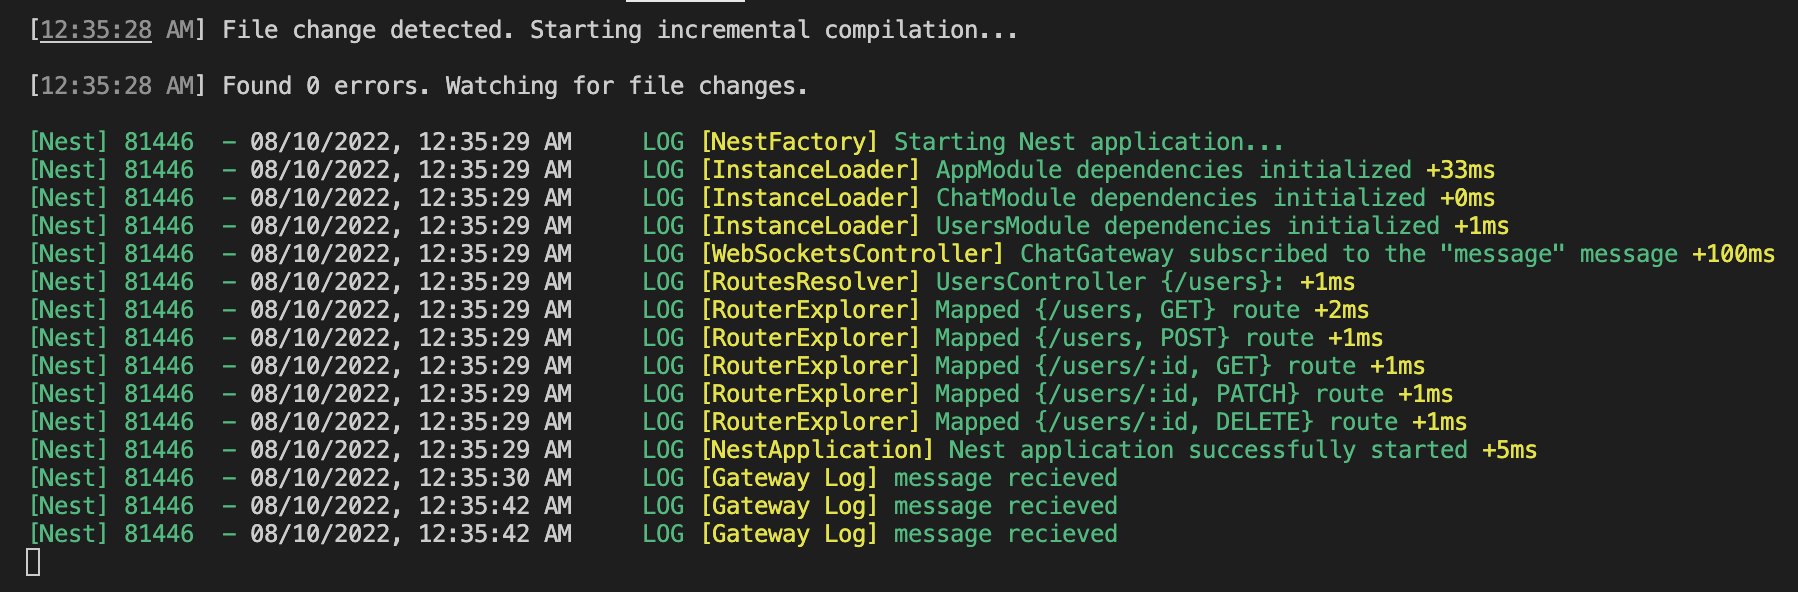 [12:35:28 AM] File change detected. Starting incremental compilation...
[12:35:28 AM] Found 0 errors. Watching for file changes.
[Nest] 81446  - 08/10/2022, 12:35:29 AM     LOG [NestFactory] Starting Nest application...
[Nest] 81446  - 08/10/2022, 12:35:29 AM     LOG [InstanceLoader] AppModule dependencies initialized +33ms
[Nest] 81446  - 08/10/2022, 12:35:29 AM     LOG [InstanceLoader] ChatModule dependencies initialized +0ms
[Nest] 81446  - 08/10/2022, 12:35:29 AM     LOG [InstanceLoader] UsersModule dependencies initialized +1ms
[Nest] 81446  - 08/10/2022, 12:35:29 AM     LOG [WebSocketsController] ChatGateway subscribed to the "message" message +100ms
[Nest] 81446  - 08/10/2022, 12:35:29 AM     LOG [RoutesResolver] UsersController {/users}: +1ms
[Nest] 81446  - 08/10/2022, 12:35:29 AM     LOG [RouterExplorer] Mapped {/users, GET} route +2ms
[Nest] 81446  - 08/10/2022, 12:35:29 AM     LOG [RouterExplorer] Mapped {/users, POST} route +1ms
[Nest] 81446  - 08/10/2022, 12:35:29 AM     LOG [RouterExplorer] Mapped {/users/:id, GET} route +1ms
[Nest] 81446  - 08/10/2022, 12:35:29 AM     LOG [RouterExplorer] Mapped {/users/:id, PATCH} route +1ms
[Nest] 81446  - 08/10/2022, 12:35:29 AM     LOG [RouterExplorer] Mapped {/users/:id, DELETE} route +1ms
[Nest] 81446  - 08/10/2022, 12:35:29 AM     LOG [NestApplication] Nest application successfully started +5ms
[Nest] 81446  - 08/10/2022, 12:35:30 AM     LOG [Gateway Log] message recieved
[Nest] 81446  - 08/10/2022, 12:35:42 AM     LOG [Gateway Log] message recieved
[Nest] 81446  - 08/10/2022, 12:35:42 AM     LOG [Gateway Log] message recieved